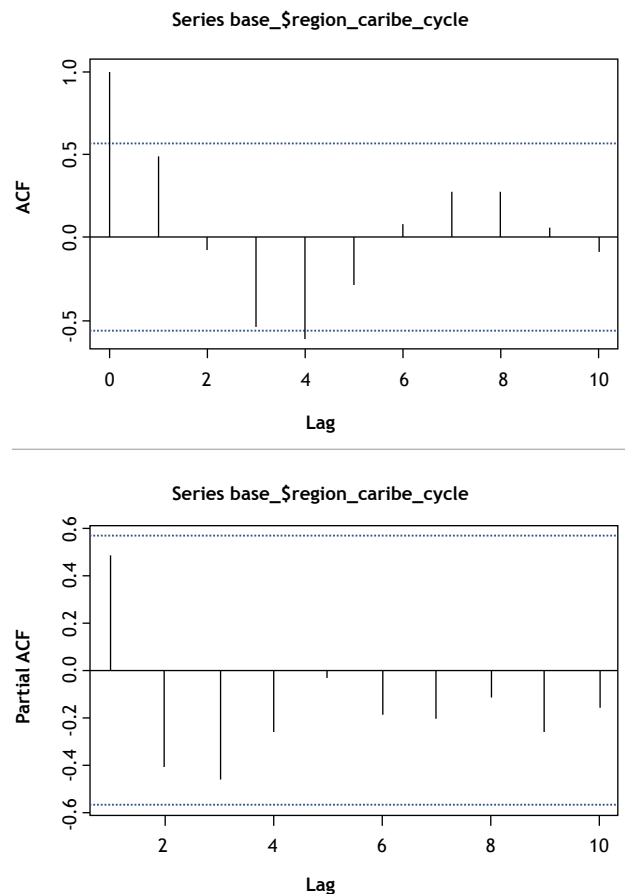 Series base_$region_caribe_cycle
ACF
1.0
0.5
0.0
-0.5
0 2 4 6 8 10
Lag
Series base_$region_caribe_cycle
Partial ACF
0.6
0.4
0.2
0.0
-0.2
-0.4
-0.6
2 4 6 8 10
Lag